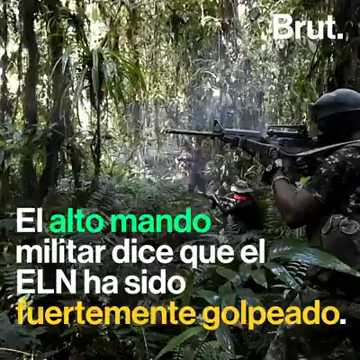 Brut.
El alto mando
militar dice que el
ELN ha sido
fuertemente golpeado.